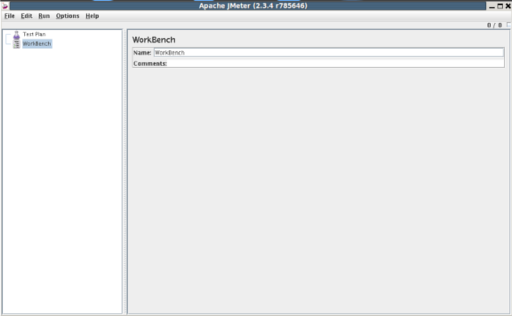 Apache JMeter (2.3.4 r785646)
File Edit Run Options Help
0 / 0
Test Plan
WorkBench
WorkBench
Name: WorkBench
Comments: